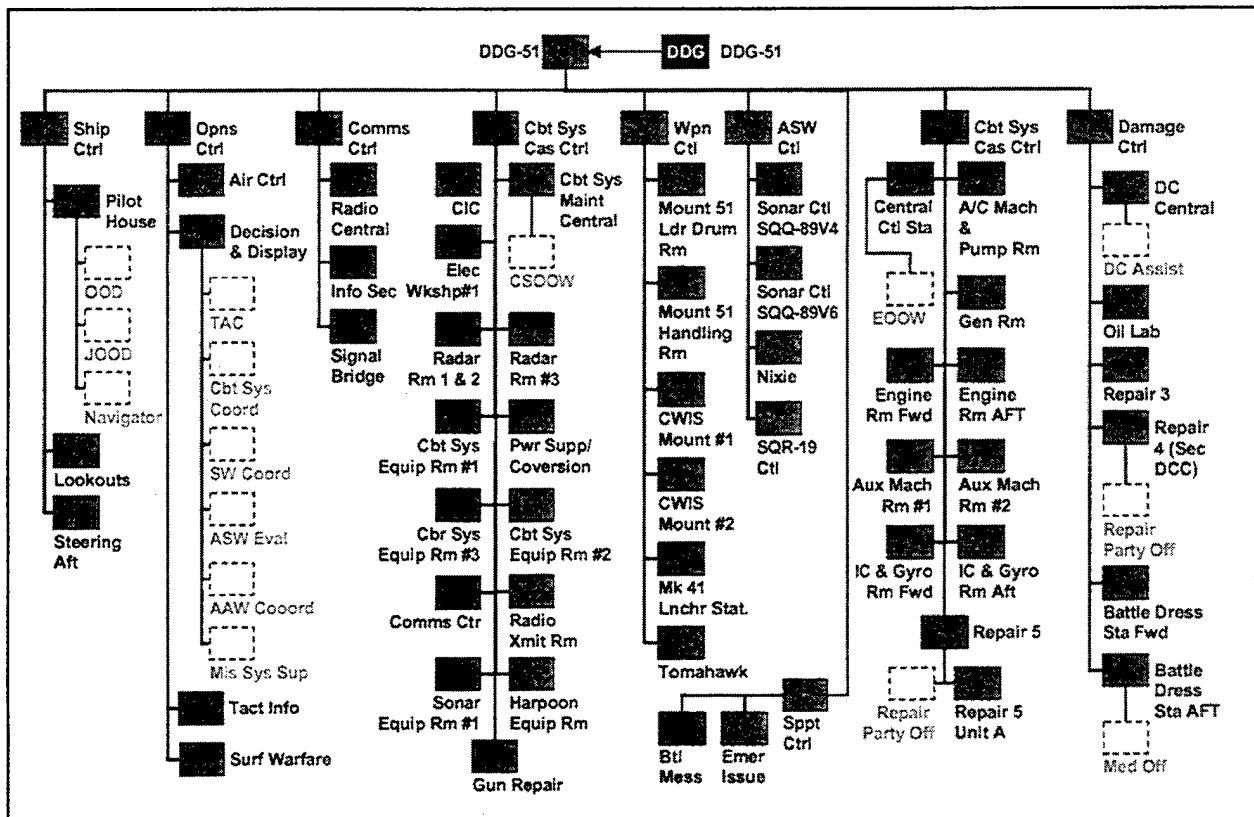 DDG-51
DDG
DDG-51
Ship
Ctrl
Pilot
House
OOD
JOOD
Navigator
Lookouts
Steering
Aft
Opns
Ctrl
Air Ctrl
Decision
& Display
TAC
Cbt Sys
Coord
SW Coord
ASW Eval
AAW Cooord
Mis Sys Sup
Tact Info
Surf Warfare
Comms
Ctrl
Radio
Central
Info Sec
Signal
Bridge
Cbt Sys
Cas Ctrl
CIC
Cbt Sys
Maint
Central
CSOOW
Elec
Wkshp#1
Radar
Rm 1 & 2
Radar
Rm #3
Cbt Sys
Equip Rm #1
Pwr Supp/
Coversion
Cbr Sys
Equip Rm #3
Cbt Sys
Equip Rm #2
Comms Ctr
Radio
Xmit Rm
Sonar
Equip Rm #1
Harpoon
Equip Rm
Gun Repair
Wpn
Ctl
Mount 51
Ldr Drum
Rm
Mount 51
Handling
Rm
CWIS
Mount #1
CWIS
Mount #2
Mk 41
Lnchr Stat.
Tomahawk
ASW
Ctl
Sonar Ctl
SQQ-89V4
Sonar Ctl
SQQ-89V6
Nixie
SQR-19
Ctl
Sppt
Ctrl
Btl
Mess
Emer
Issue
Cbt Sys
Cas Ctrl
Central
Ctl Sta
A/C Mach
&
Pump Rm
EOOW
Gen Rm
Engine
Rm Fwd
Engine
Rm AFT
Aux Mach
Rm #1
Aux Mach
Rm #2
IC & Gyro
Rm Fwd
IC & Gyro
Rm Aft
Repair 5
Repair
Party Off
Repair 5
Unit A
Damage
Ctrl
DC
Central
DC Assist
Oil Lab
Repair 3
Repair
4 (Sec
DCC)
Repair
Party Off
Battle Dress
Sta Fwd
Battle
Dress
Sta AFT
Med Off